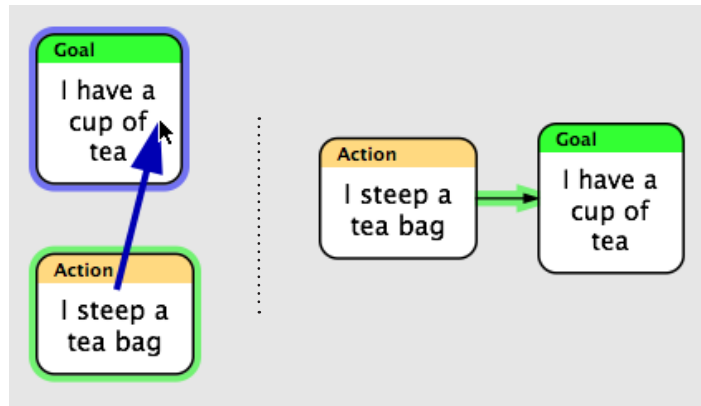 Goal
I have a
cup of
tea
Action
I steep a
tea bag
Action
I steep a
tea bag
Goal
I have a
cup of
tea